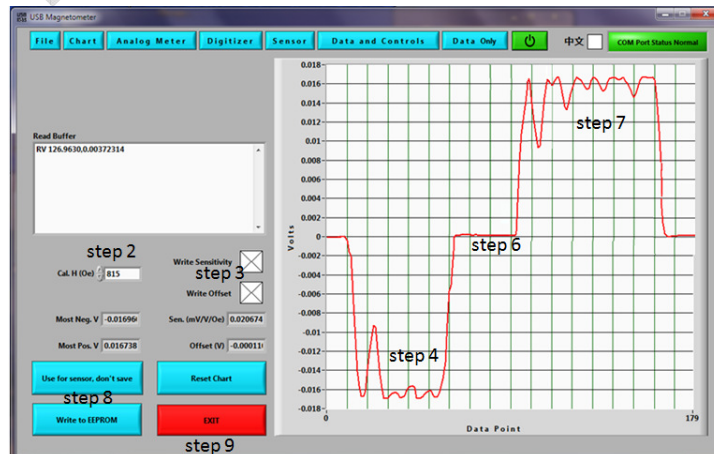 USB Magnetometer
File Chart Analog Meter Digitizer Sensor Data and Controls Data Only 中文 COM Port Status Normal
Read Buffer
RV 126.9630,0.00372314
step 2
Cal. H (Oe) 815
Write Sensitivity
step 3
Write Offset
Most Neg. V -0.01696
Sen. (mV/V/Oe) 0.020674
Most Pos. V 0.016738
Offset (V) -0.00011
Use for sensor, don't save
Reset Chart
step 8
Write to EEPROM
EXIT
step 9
0.018
0.016
0.014
0.012
0.01
0.008
0.006
0.004
0.002
0
-0.002
-0.004
-0.006
-0.008
-0.01
-0.012
-0.014
-0.016
-0.018
Volts
step 7
step 6
step 4
0
179
Data Point